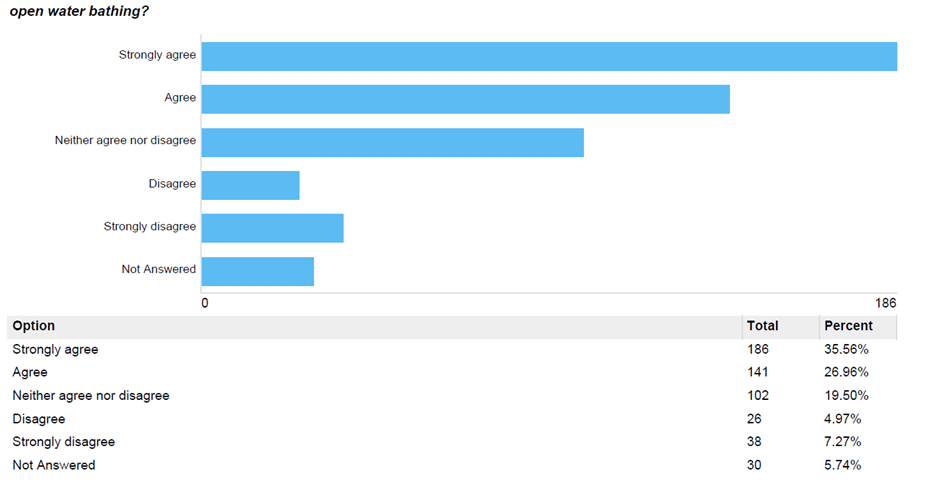 open water bathing?
Strongly agree
Agree
Neither agree nor disagree
Disagree
Strongly disagree
Not Answered
0 186
Option Total Percent
Strongly agree 186 35.56%
Agree 141 26.96%
Neither agree nor disagree 102 19.50%
Disagree 26 4.97%
Strongly disagree 38 7.27%
Not Answered 30 5.74%